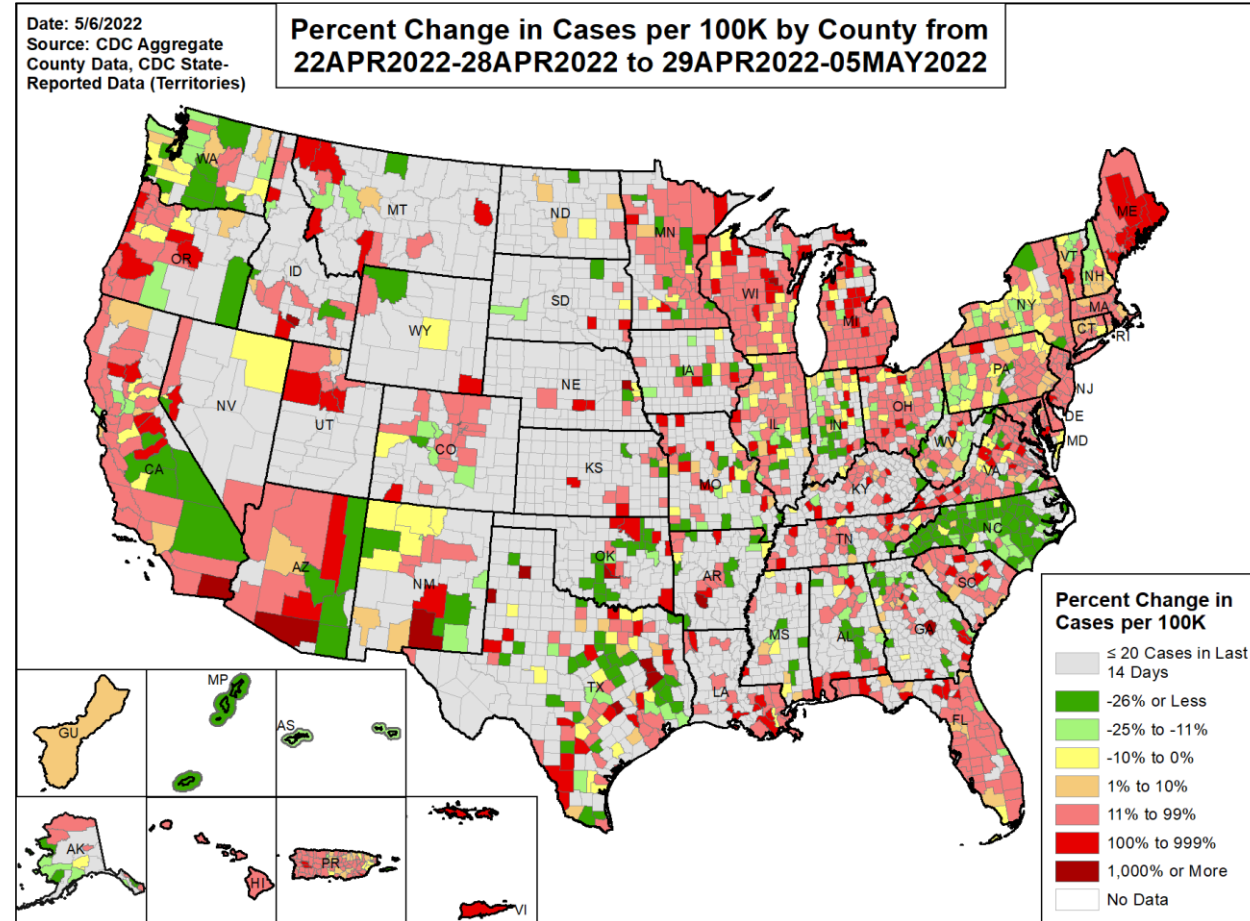 Date: 5/6/2022
Source: CDC Aggregate
County Data, CDC State-
Reported Data (Territories)
Percent Change in Cases per 100K by County from
22APR2022-28APR2022 to 29APR2022-05MAY2022
WA
MT
ND
MN
ME
OR
ID
SD
WI
VT
NH
NY
MA
MI
CT
RI
WY
IA
PA
NE
NJ
NV
OH
DE
UT
IL
IN
MD
CO
WV
CA
VA
KS
MO
KY
NC
TN
OK
AZ
NM
AR
SC
MS
AL
GA
TX
LA
FL
MP
GU
AS
AK
HI
PR
VI
Percent Change in
Cases per 100K
≤ 20 Cases in Last
14 Days
-26% or Less
-25% to -11%
-10% to 0%
1% to 10%
11% to 99%
100% to 999%
1,000% or More
No Data